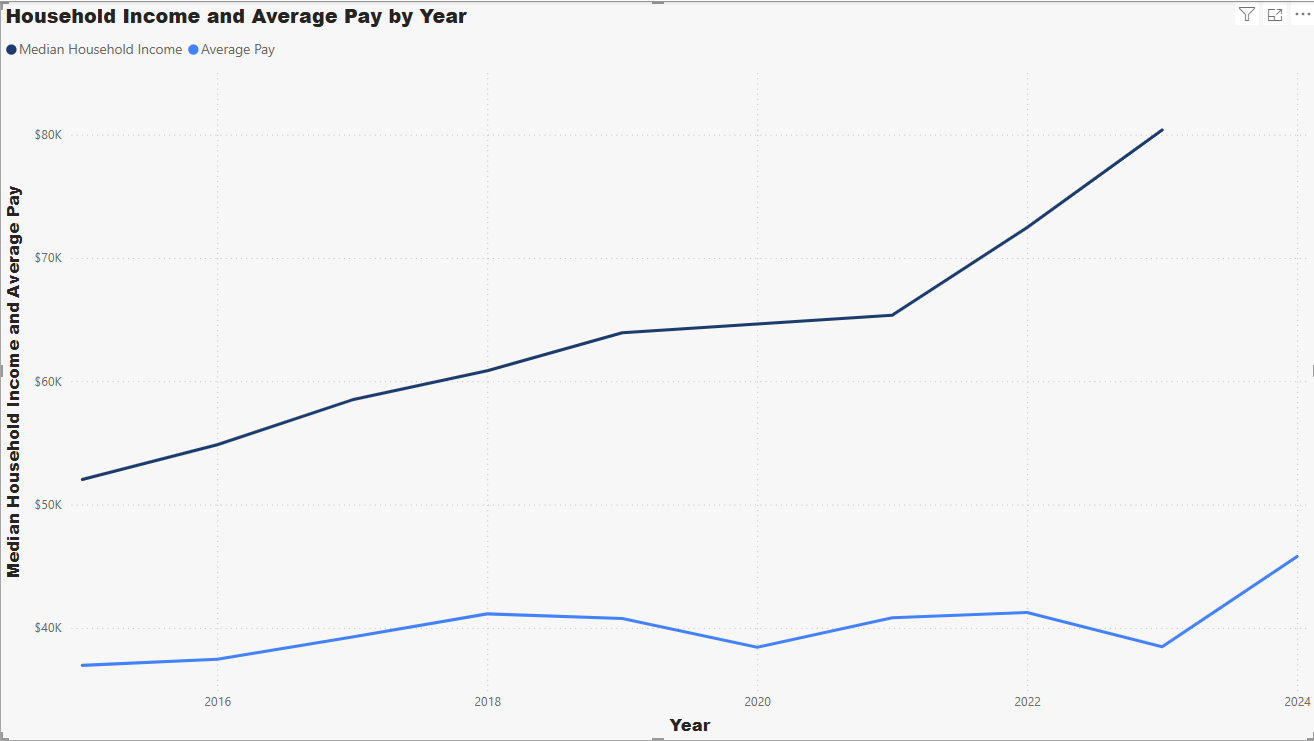 Household Income and Average Pay by Year
Median Household Income Average Pay
Median Household Income and Average Pay
$80K
$70K
$60K
$50K
$40K
2016 2018 2020 2022 2024
Year